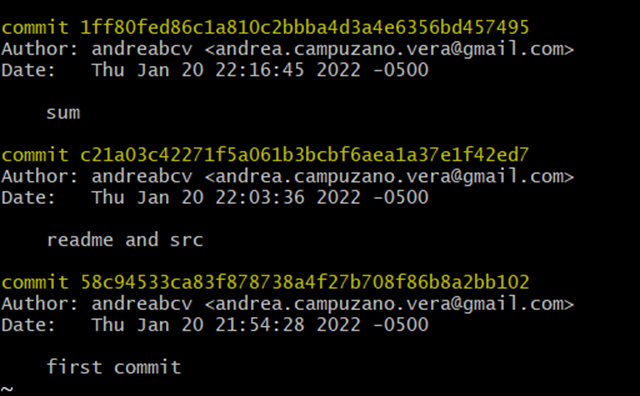 commit 1ff80fed86c1a810c2bbba4d3a4e6356bd457495
Author: andreabcv <andrea.campuzano.vera@gmail.com>
Date:   Thu Jan 20 22:16:45 2022 -0500
    sum
commit c21a03c42271f5a061b3bcbf6aea1a37e1f42ed7
Author: andreabcv <andrea.campuzano.vera@gmail.com>
Date:   Thu Jan 20 22:03:36 2022 -0500
    readme and src
commit 58c94533ca83f878738a4f27b708f86b8a2bb102
Author: andreabcv <andrea.campuzano.vera@gmail.com>
Date:   Thu Jan 20 21:54:28 2022 -0500
    first commit
~